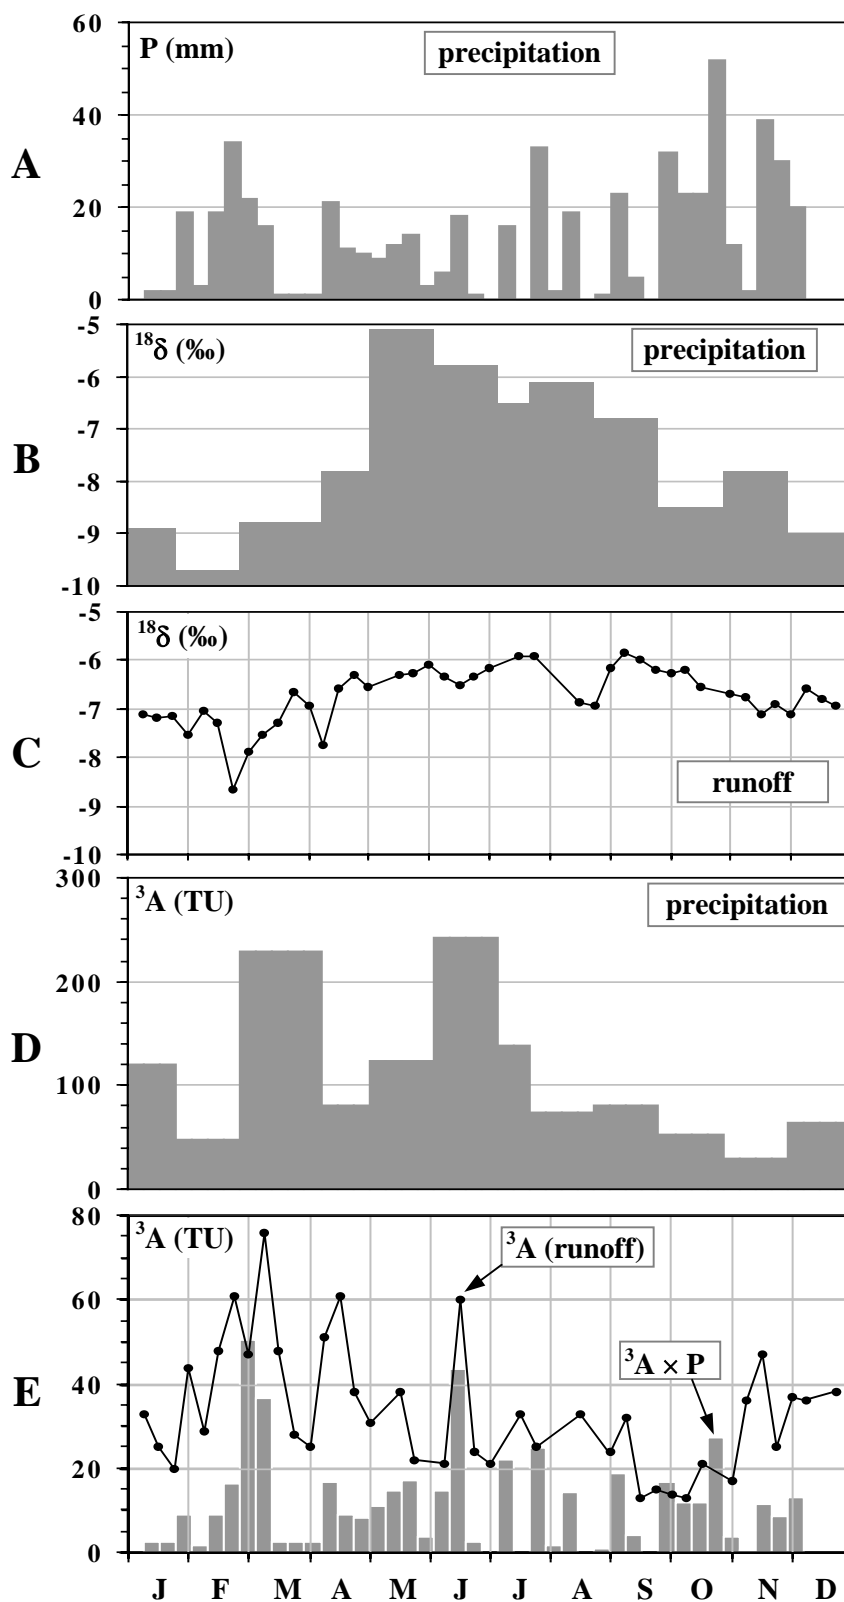 60
P (mm)
precipitation
40
A
20
0
-5
¹⁸δ (‰)
precipitation
-6
-7
B
-8
-9
-10
-5
¹⁸δ (‰)
-6
-7
C
-8
runoff
-9
-10
300
³A (TU)
precipitation
200
D
100
0
80
³A (TU)
³A (runoff)
60
³A × P
E
40
20
0
J F M A M J J A S O N D